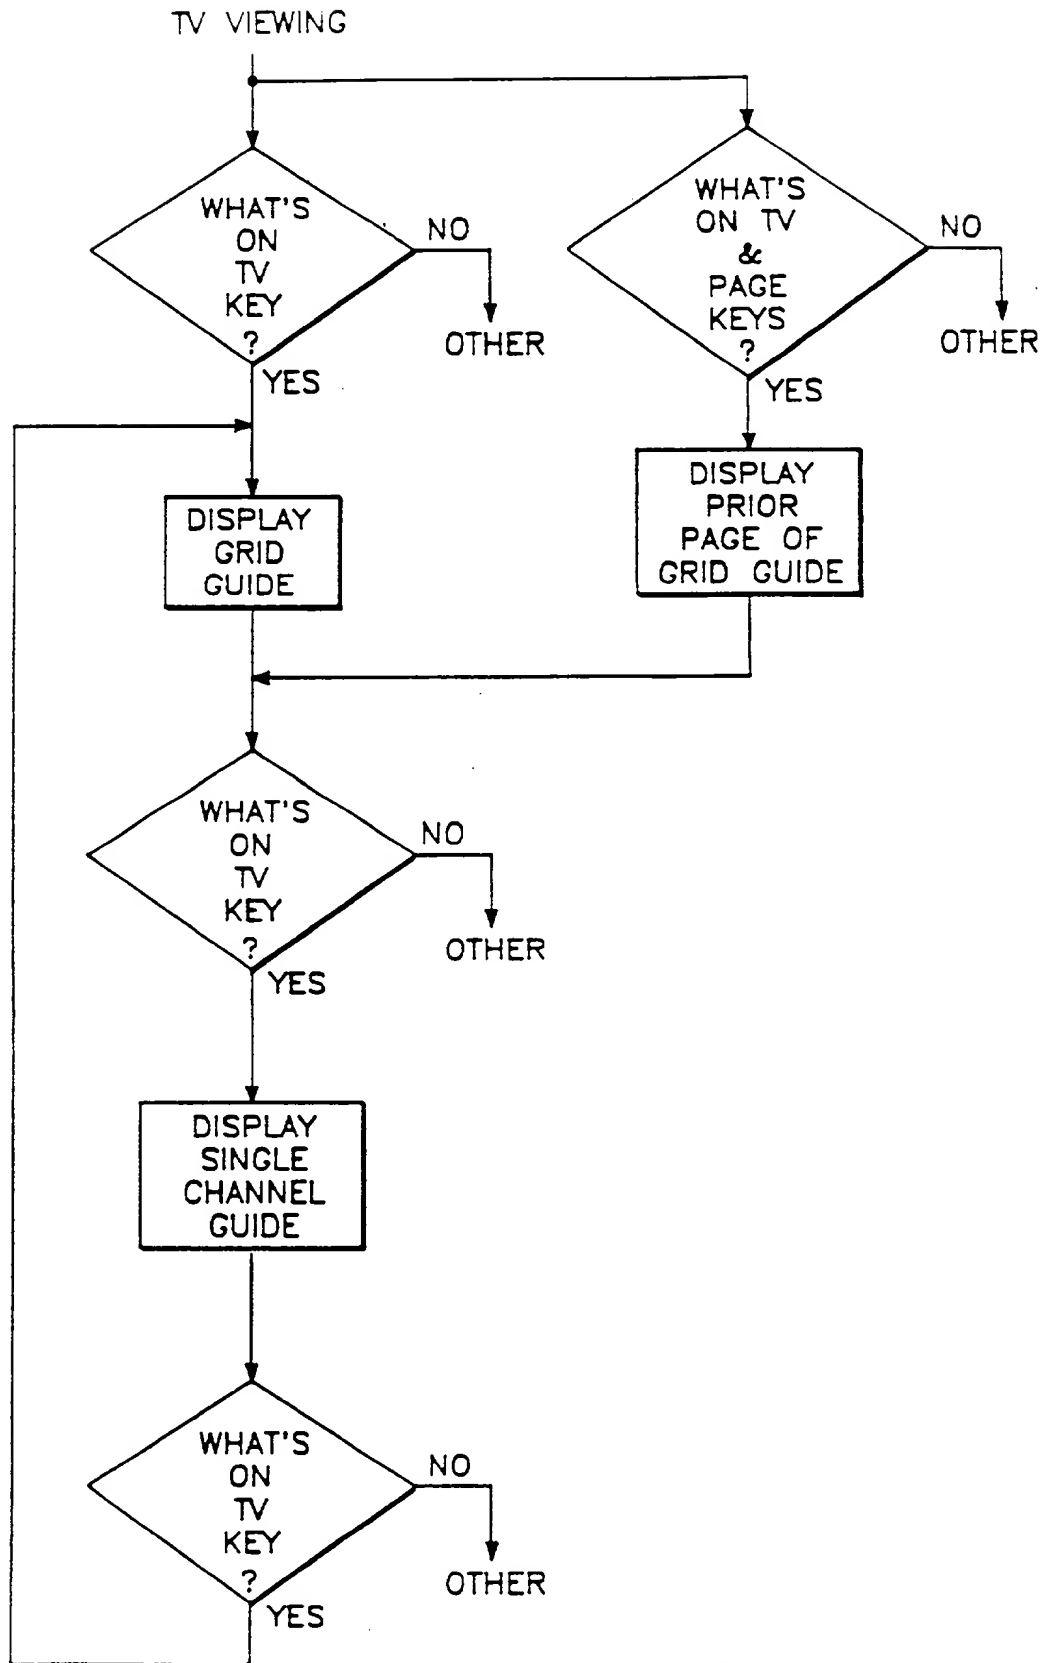 TV VIEWING
WHAT'S
ON
TV
KEY
?
NO
OTHER
YES
WHAT'S
ON TV
&
PAGE
KEYS
?
NO
OTHER
YES
DISPLAY
GRID
GUIDE
DISPLAY
PRIOR
PAGE OF
GRID GUIDE
WHAT'S
ON
TV
KEY
?
NO
OTHER
YES
DISPLAY
SINGLE
CHANNEL
GUIDE
WHAT'S
ON
TV
KEY
?
NO
OTHER
YES